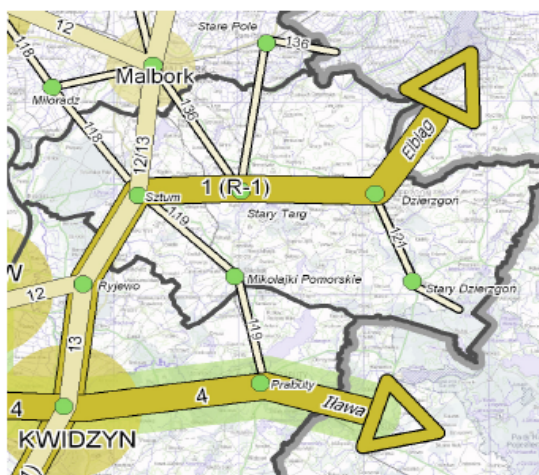 12
Stare Pole
118
136
Malbork
Miloradz
136
118
12/13
Elbląg
1 (R-1)
Sztum
Dzierzgoń
Stary Targ
119
121
Mikołajki Pomorskie
Stary Dzierzgoń
Ryjewo
12
13
149
4
Prabuty
4
Iława
KWIDZYN